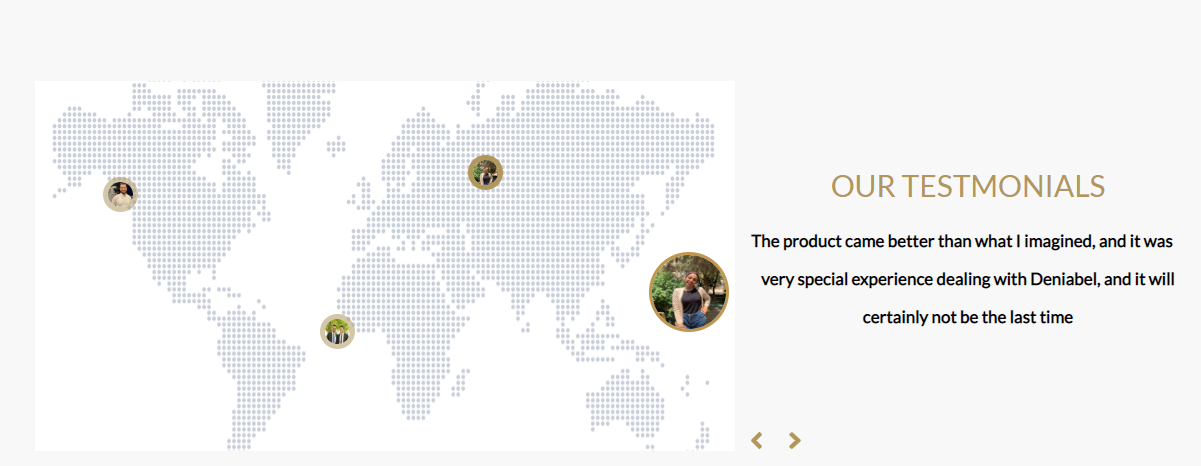 OUR TESTMONIALS
The product came better than what I imagined, and it was
very special experience dealing with Deniabel, and it will
certainly not be the last time